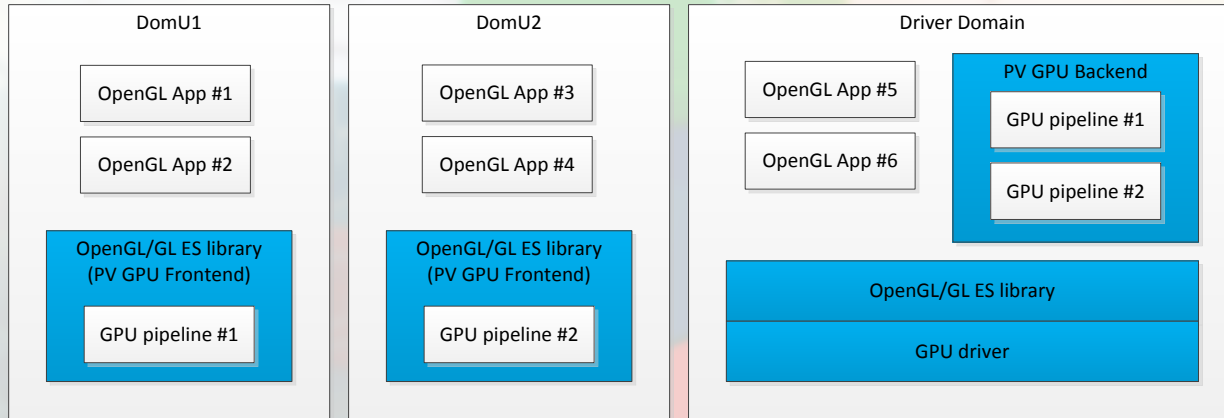 DomU1
OpenGL App #1
OpenGL App #2
OpenGL/GL ES library
(PV GPU Frontend)
GPU pipeline #1
DomU2
OpenGL App #3
OpenGL App #4
OpenGL/GL ES library
(PV GPU Frontend)
GPU pipeline #2
Driver Domain
OpenGL App #5
OpenGL App #6
PV GPU Backend
GPU pipeline #1
GPU pipeline #2
OpenGL/GL ES library
GPU driver